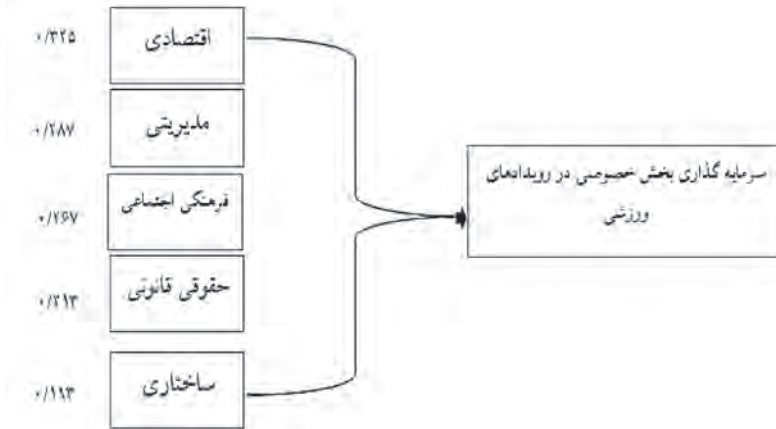 ۰/۳۲۵
اقتصادی
۰/۲۸۷
مدیریتی
۰/۲۶۷
فرهنگی اجتماعی
۰/۲۱۳
حقوقی قانونی
۰/۱۹۳
ساختاری
سرمایه گذاری بخش خصوصی در رویدادهای
ورزشی